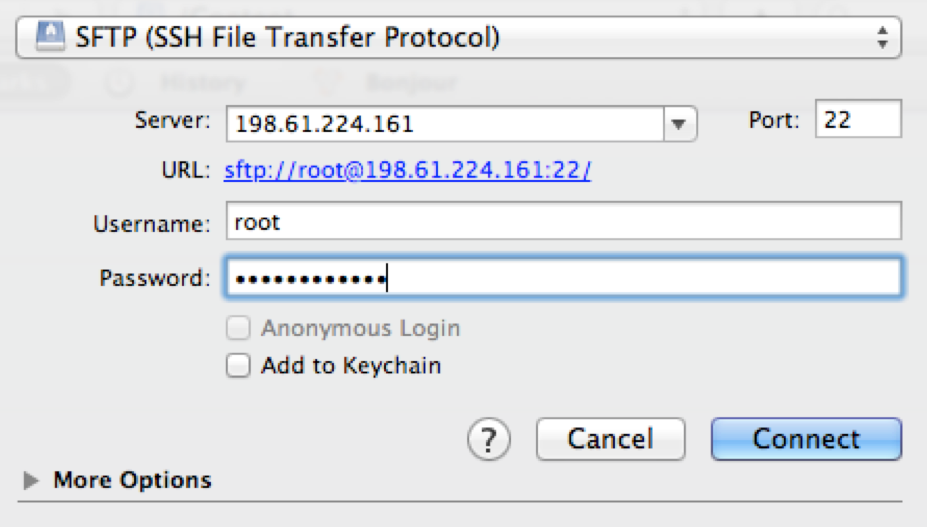 SFTP (SSH File Transfer Protocol)
History Bonjour
Server: 198.61.224.161 Port: 22
URL: sftp://root@198.61.224.161:22/
Username: root
Password: ••••••••••••
Anonymous Login
Add to Keychain
? Cancel Connect
More Options